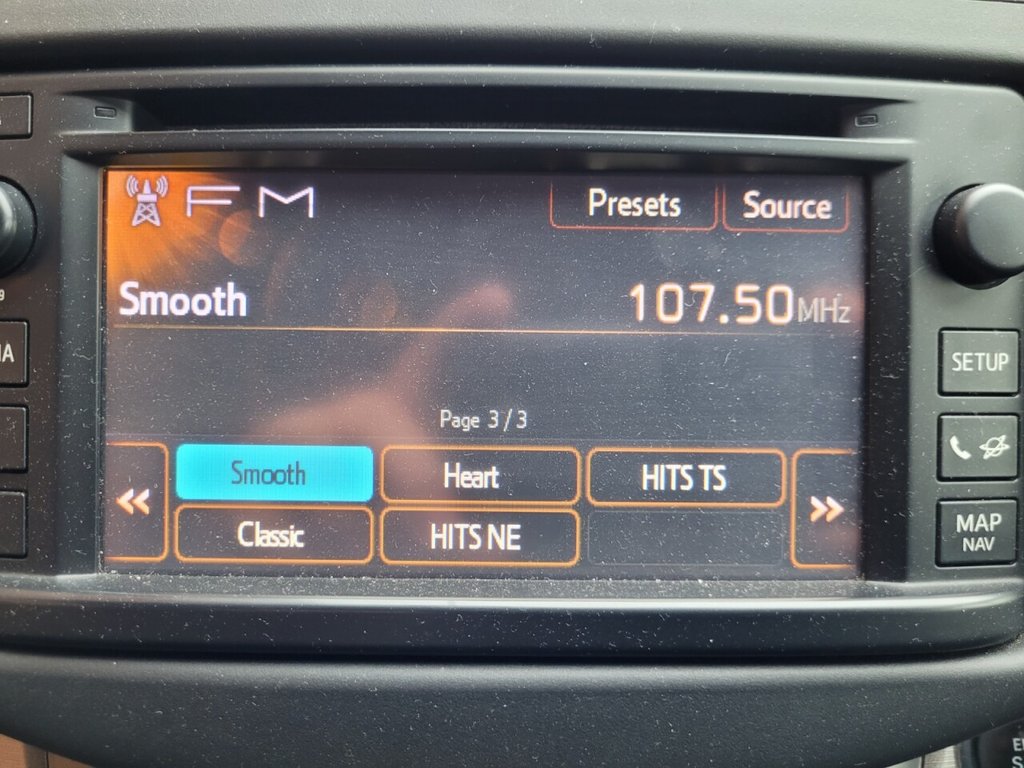 FM
Presets
Source
Smooth
107.50MHz
Page 3/3
Smooth
Heart
HITS TS
Classic
HITS NE
SETUP
MAP
NAV